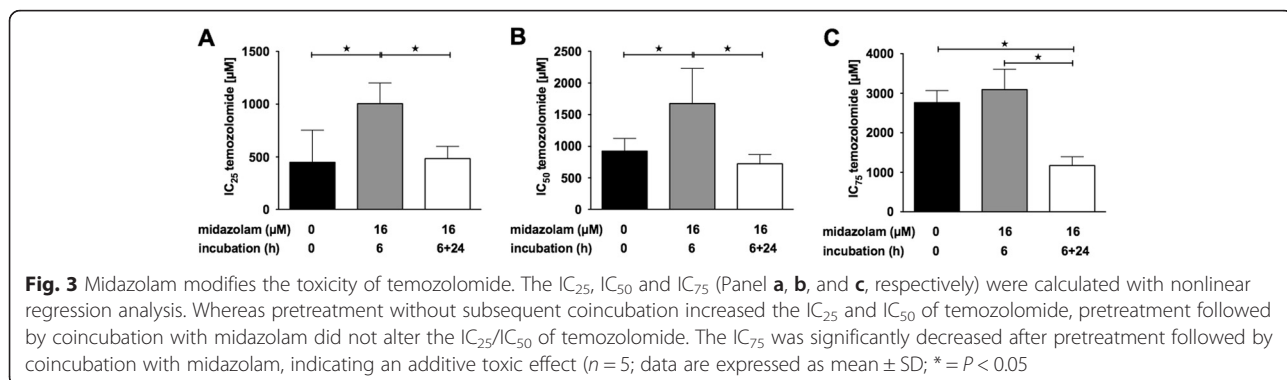 A
B
C
★
★
★
★
★
★
IC25 temozolomide [µM]
1500
1000
500
0
IC50 temozolomide [µM]
2500
2000
1500
1000
500
0
IC75 temozolomide [µM]
4000
3000
2000
1000
0
midazolam (µM) 0 16 16
incubation (h) 0 6 6+24
midazolam (µM) 0 16 16
incubation (h) 0 6 6+24
midazolam (µM) 0 16 16
incubation (h) 0 6 6+24
Fig. 3 Midazolam modifies the toxicity of temozolomide. The IC25, IC50 and IC75 (Panel a, b, and c, respectively) were calculated with nonlinear
regression analysis. Whereas pretreatment without subsequent coincubation increased the IC25 and IC50 of temozolomide, pretreatment followed
by coincubation with midazolam did not alter the IC25/IC50 of temozolomide. The IC75 was significantly decreased after pretreatment followed by
coincubation with midazolam, indicating an additive toxic effect (n = 5; data are expressed as mean ± SD; * = P < 0.05